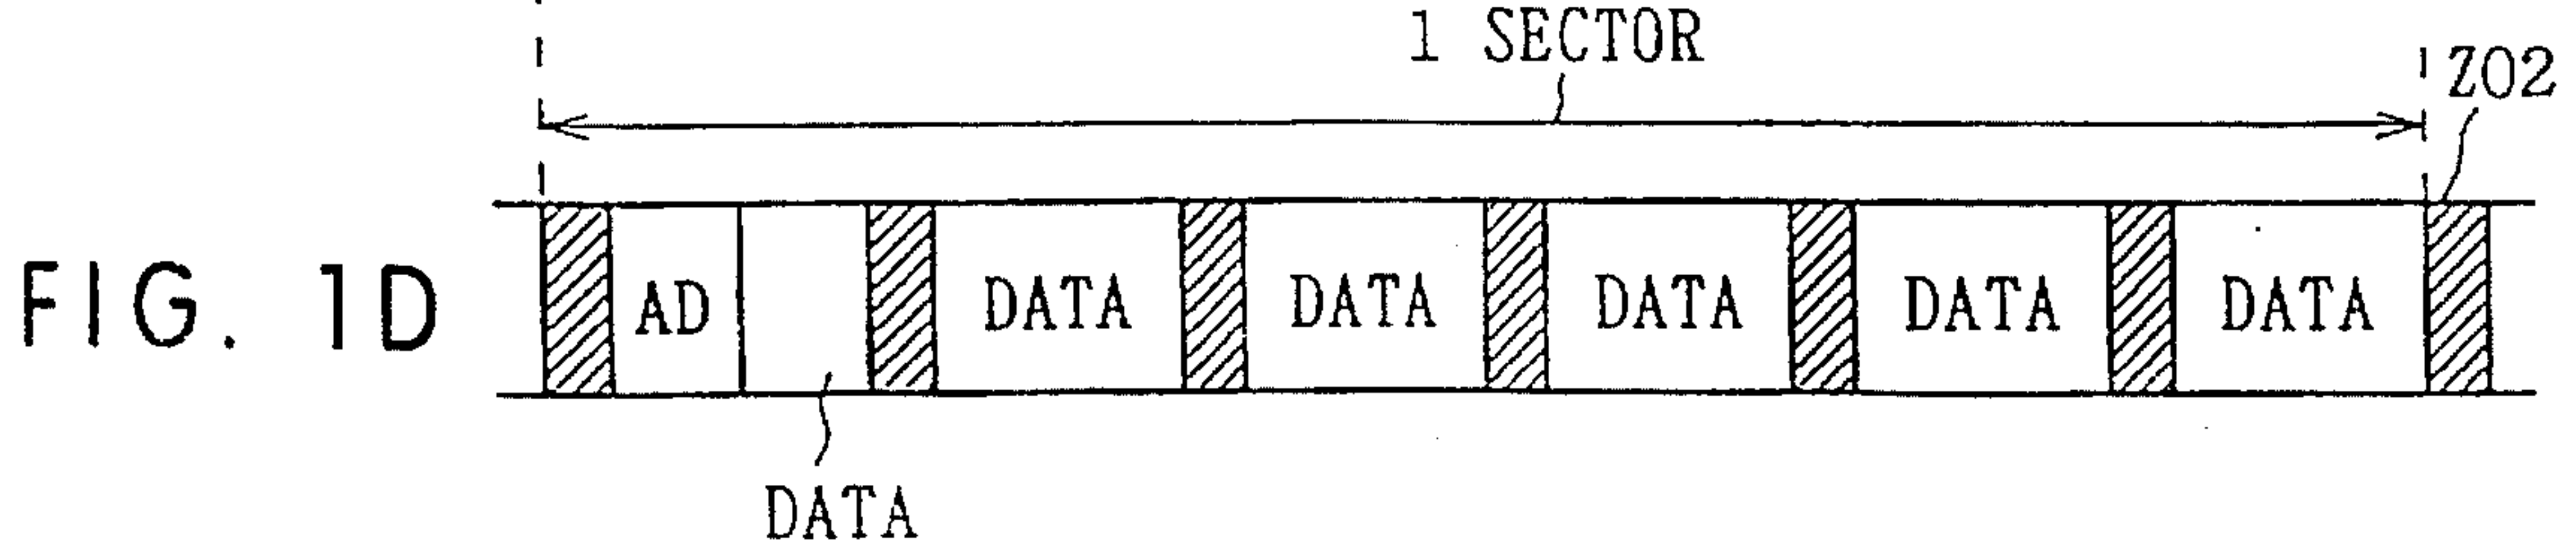 1 SECTOR
Z02
FIG. 1D
AD DATA DATA DATA DATA DATA
DATA